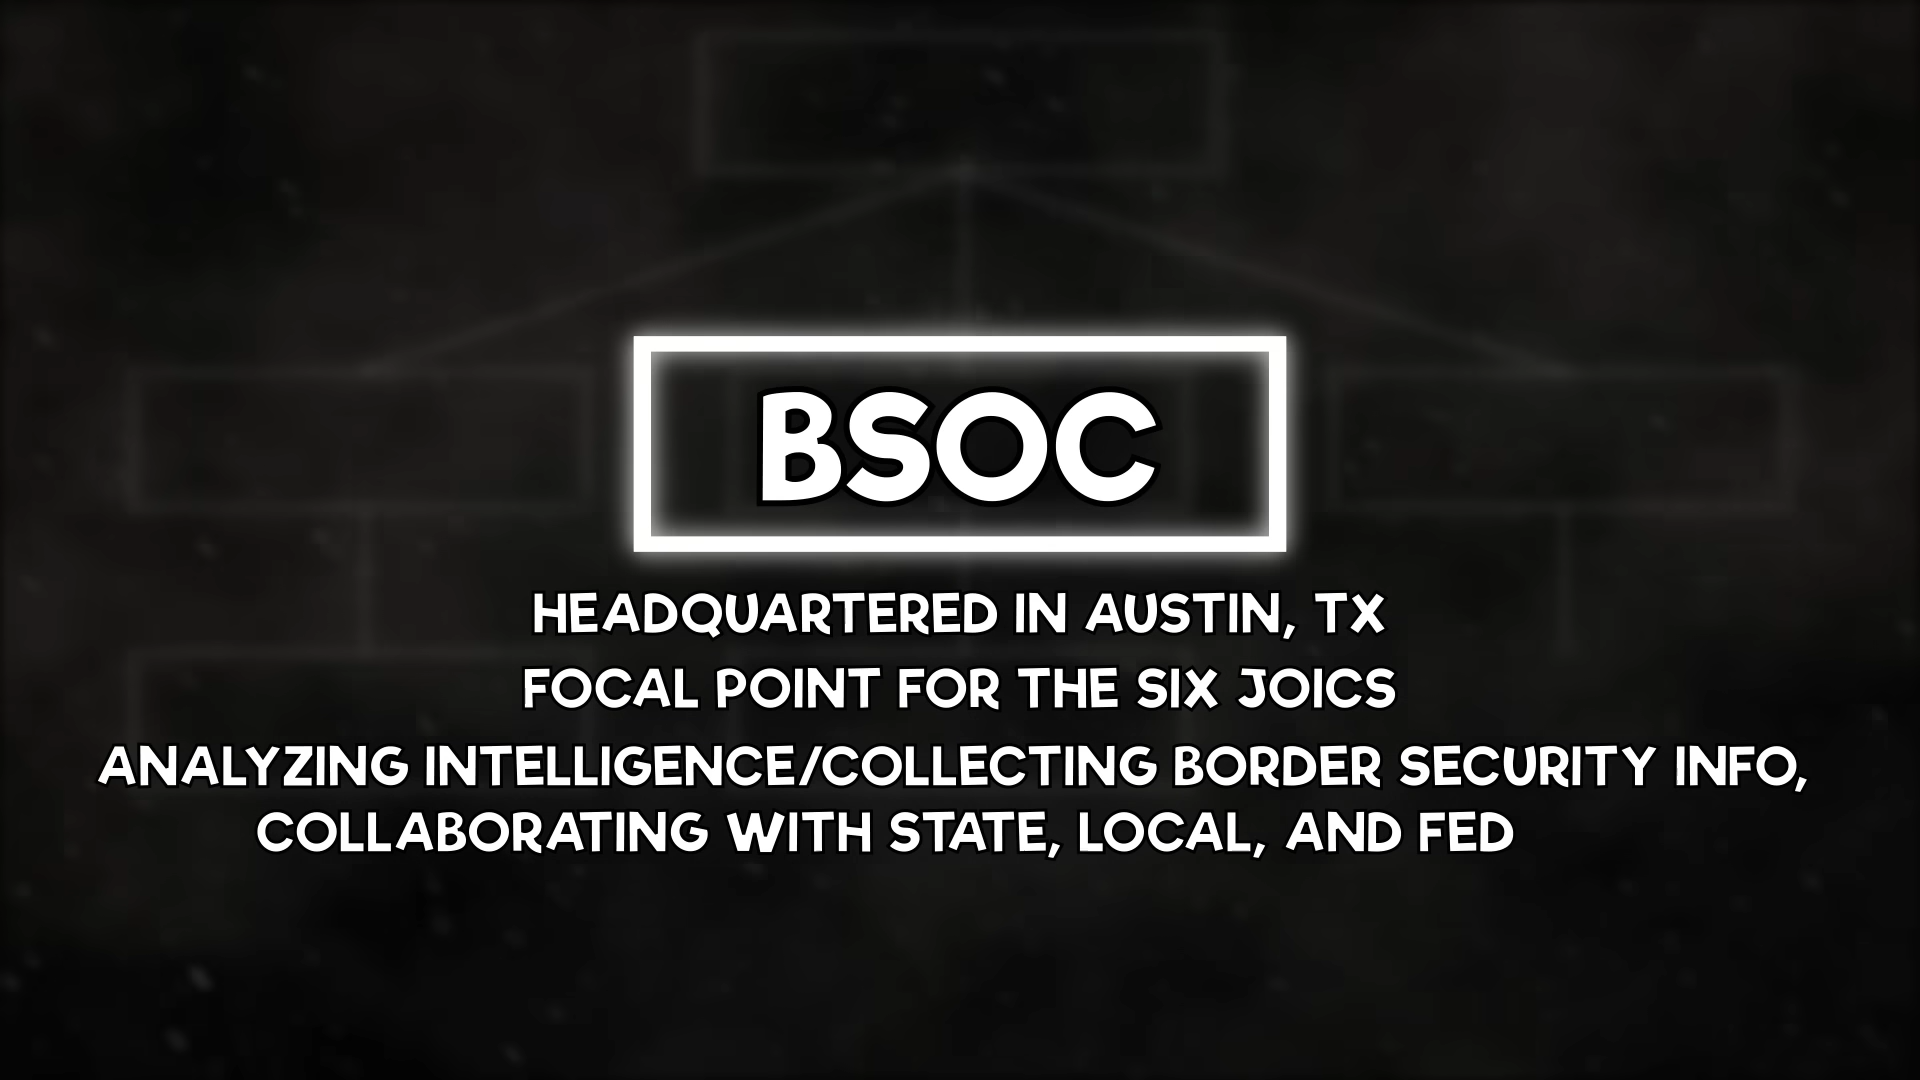 BSOC
HEADQUARTERED IN AUSTIN, TX
FOCAL POINT FOR THE SIX JOICS
ANALYZING INTELLIGENCE/COLLECTING BORDER SECURITY INFO,
COLLABORATING WITH STATE, LOCAL, AND FED